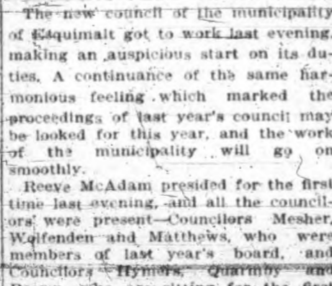 The new council of the municipality
of Esquimalt got to work last evening,
making an auspicious start on its du-
ties. A continuance of the same har-
monious feeling which marked the
proceedings of last year's council may
be looked for this year, and the work
of the municipality will go on
smoothly.
Reeve McAdam presided for the first
time last evening, and all the council-
ors were present—Councilors Mesher,
Wolfenden and Matthews, who were
members of last year's board, and
Councilors Hymers, Quarmby and